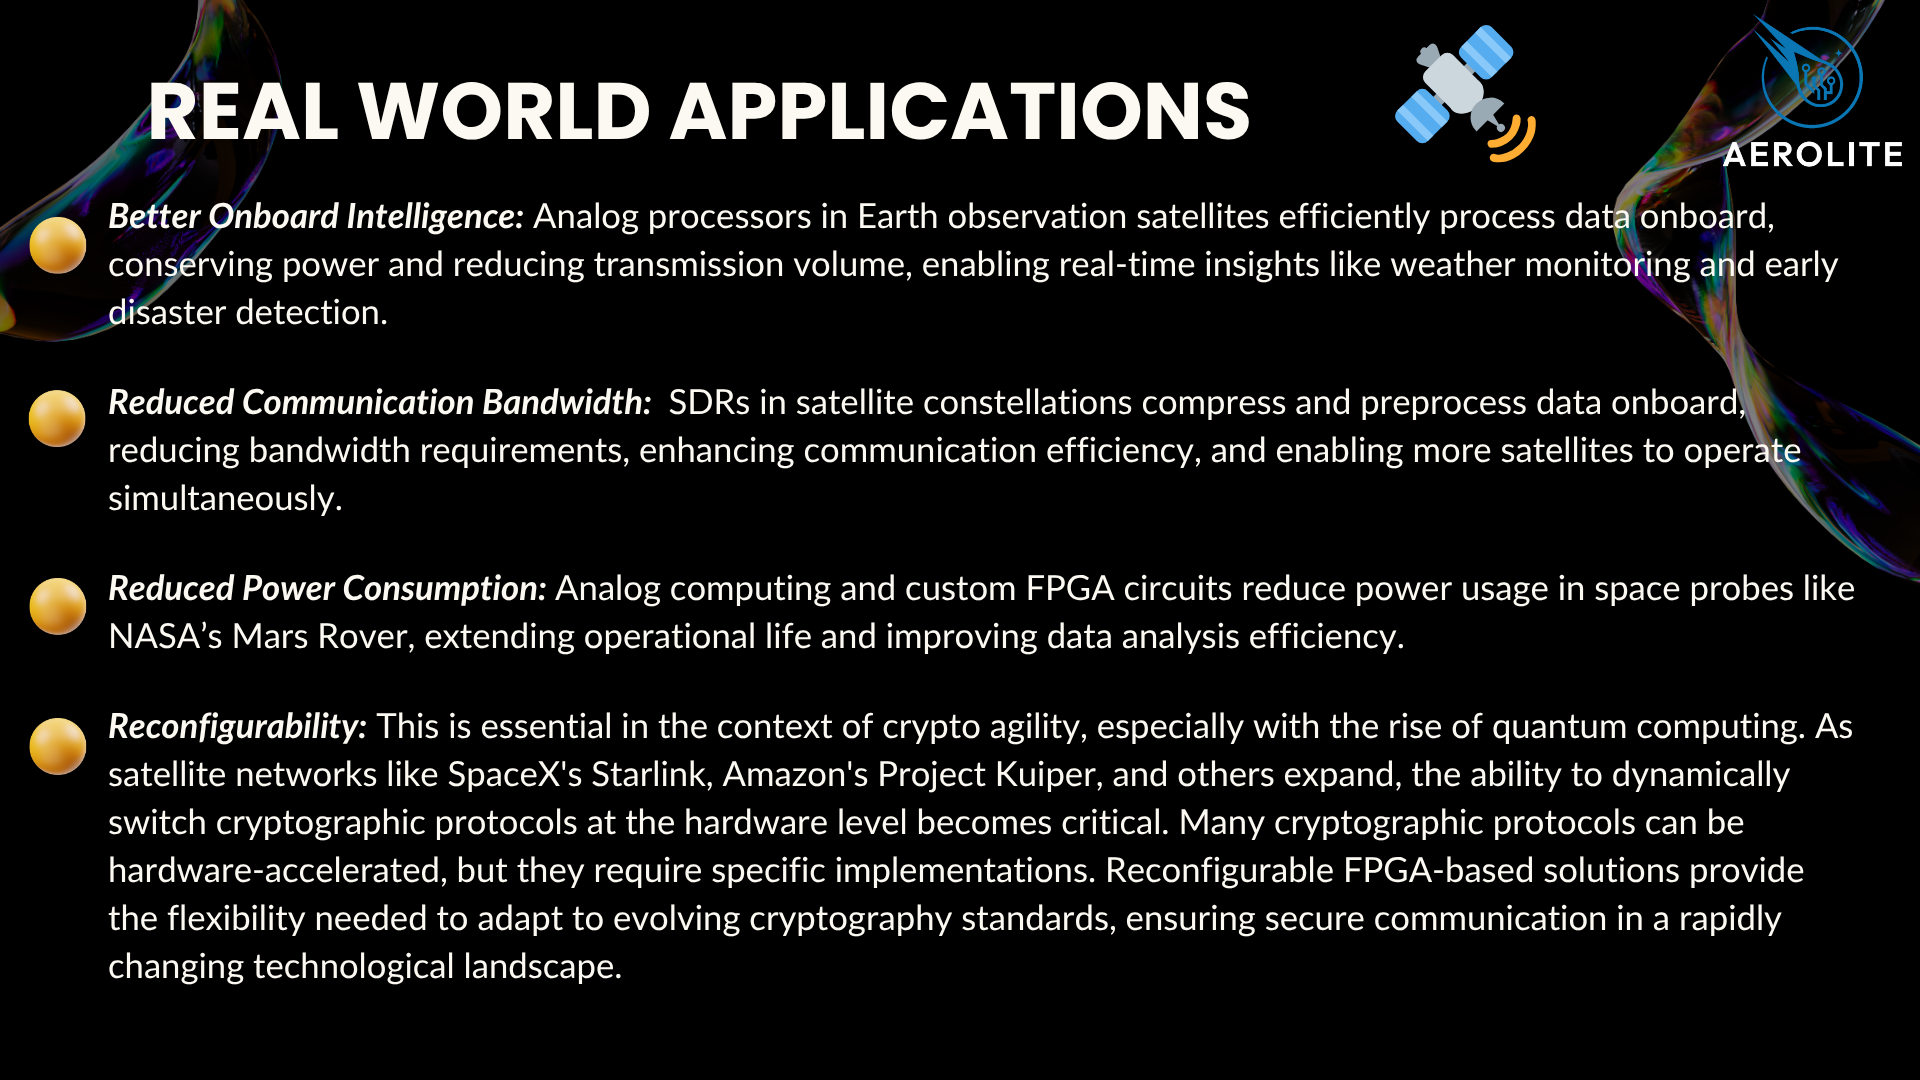 REAL WORLD APPLICATIONS
AEROLITE
Better Onboard Intelligence: Analog processors in Earth observation satellites efficiently process data onboard,
conserving power and reducing transmission volume, enabling real-time insights like weather monitoring and early
disaster detection.
Reduced Communication Bandwidth:  SDRs in satellite constellations compress and preprocess data onboard,
reducing bandwidth requirements, enhancing communication efficiency, and enabling more satellites to operate
simultaneously.
Reduced Power Consumption: Analog computing and custom FPGA circuits reduce power usage in space probes like
NASA’s Mars Rover, extending operational life and improving data analysis efficiency.
Reconfigurability: This is essential in the context of crypto agility, especially with the rise of quantum computing. As
satellite networks like SpaceX's Starlink, Amazon's Project Kuiper, and others expand, the ability to dynamically
switch cryptographic protocols at the hardware level becomes critical. Many cryptographic protocols can be
hardware-accelerated, but they require specific implementations. Reconfigurable FPGA-based solutions provide
the flexibility needed to adapt to evolving cryptography standards, ensuring secure communication in a rapidly
changing technological landscape.